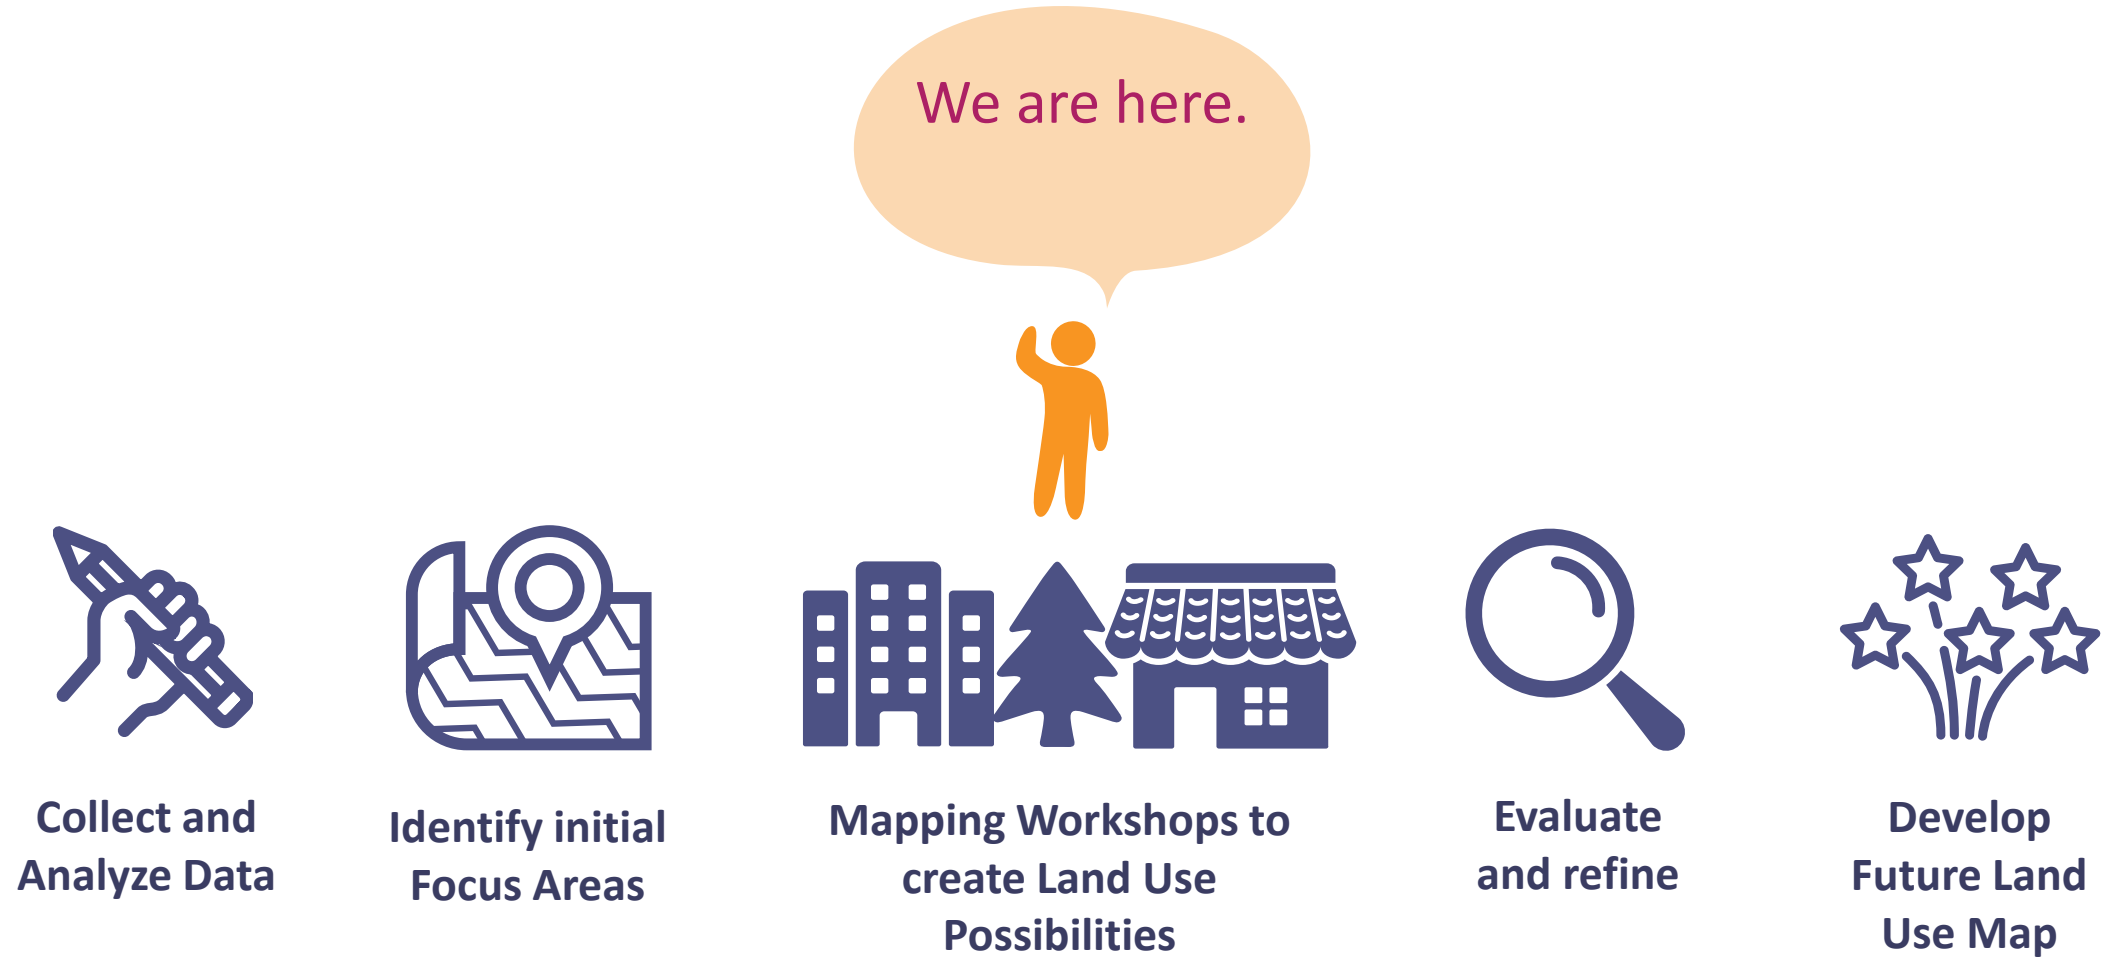 We are here.
Collect and
Analyze Data
Identify initial
Focus Areas
Mapping Workshops to
create Land Use
Possibilities
Evaluate
and refine
Develop
Future Land
Use Map